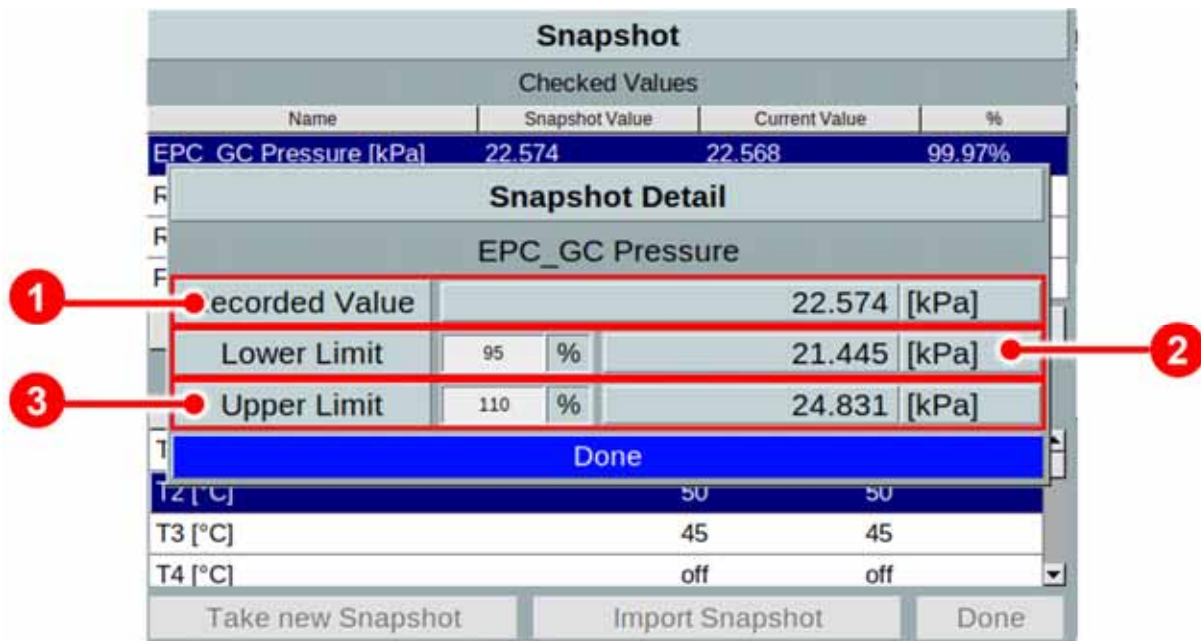 Snapshot
Checked Values
Name Snapshot Value Current Value %
EPC_GC Pressure [kPa] 22.574 22.568 99.97%
Snapshot Detail
EPC_GC Pressure
1 ecorded Value 22.574 [kPa]
Lower Limit 95 % 21.445 [kPa] 2
3 Upper Limit 110 % 24.831 [kPa]
Done
T2 [°C] 50 50
T3 [°C] 45 45
T4 [°C] off off
Take new Snapshot Import Snapshot Done